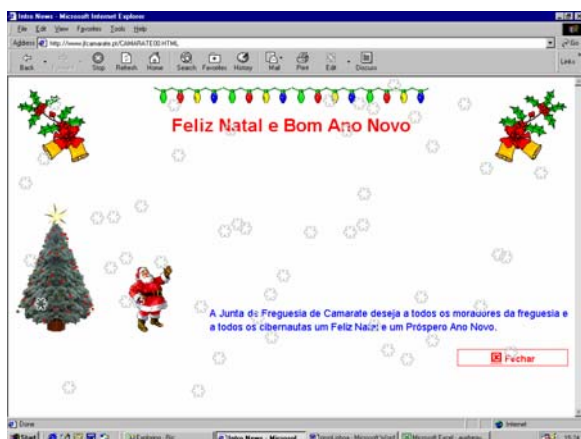 Intra News - Microsoft Internet Explorer
File Edit View Favorites Tools Help
Address http://www.jfcamarate.pt/CAMARATE00.HTML Go
Back Stop Refresh Home Search Favorites History Mail Print Edit Discuss Links
Feliz Natal e Bom Ano Novo
A Junta de Freguesia de Camarate deseja a todos os moradores da freguesia e
a todos os cibernautas um Feliz Natal e um Próspero Ano Novo.
Fechar
Done Internet
Start